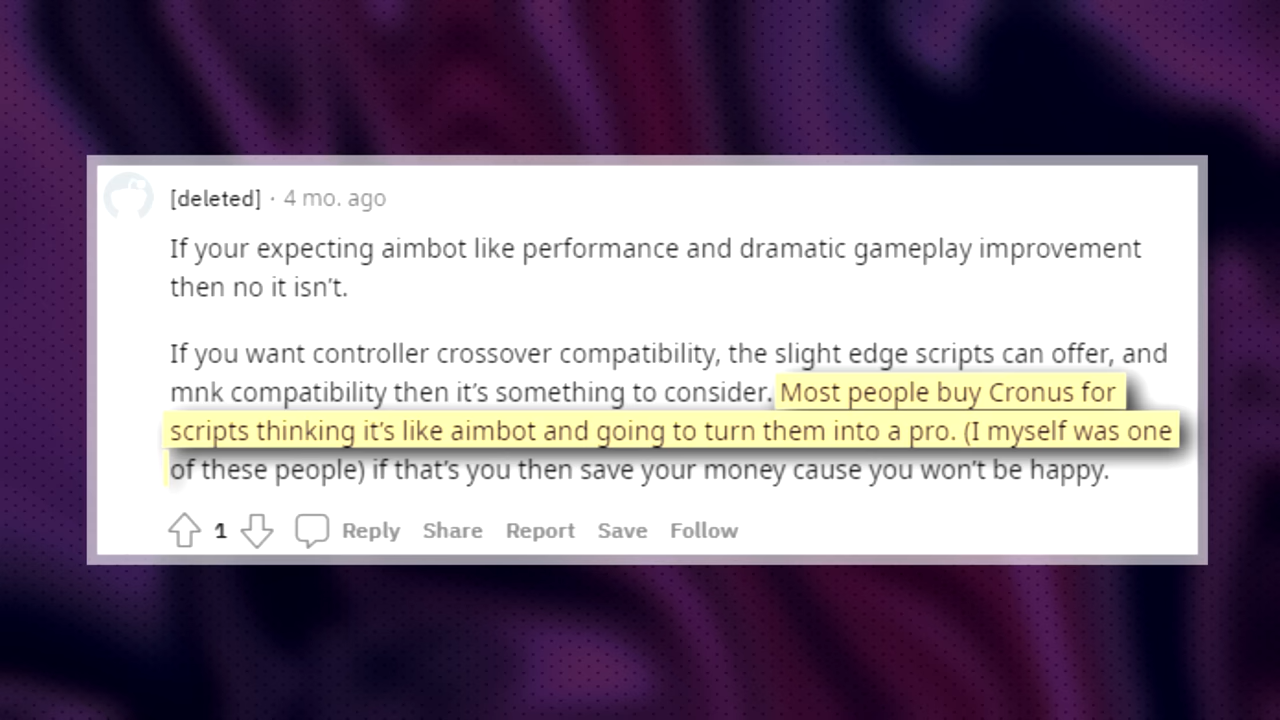 [deleted] · 4 mo. ago
If your expecting aimbot like performance and dramatic gameplay improvement
then no it isn't.
If you want controller crossover compatibility, the slight edge scripts can offer, and
mnk compatibility then it's something to consider. Most people buy Cronus for
scripts thinking it's like aimbot and going to turn them into a pro. (I myself was one
of these people) if that's you then save your money cause you won't be happy.
1 Reply Share Report Save Follow